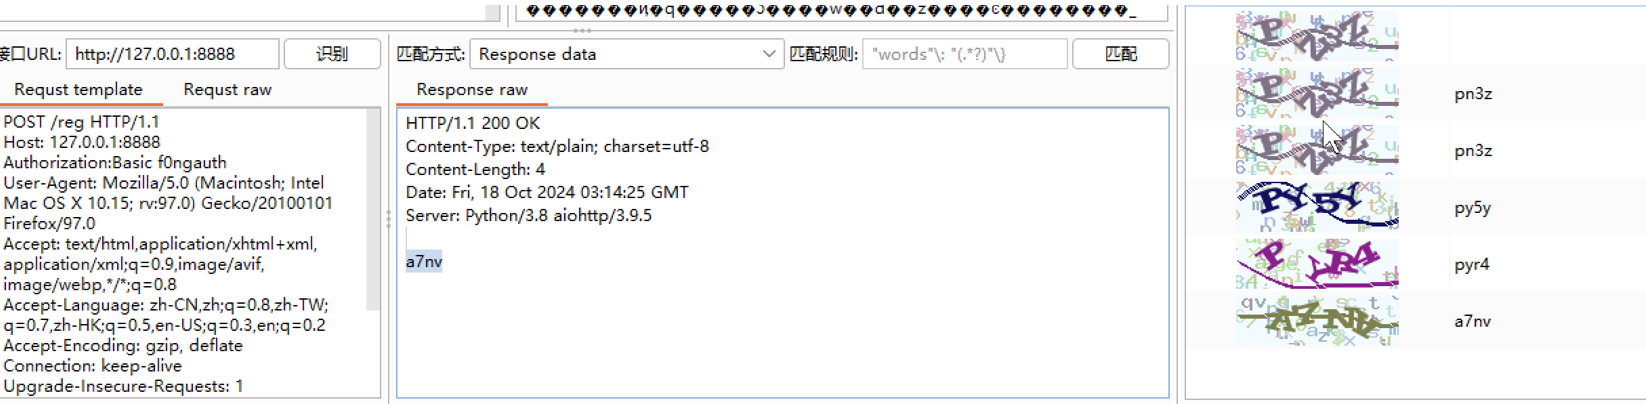 接口URL: http://127.0.0.1:8888 识别 匹配方式: Response data 匹配规则: "words"\: "(.*?)"\} 匹配
Requst template Requst raw
POST /reg HTTP/1.1
Host: 127.0.0.1:8888
Authorization:Basic f0ngauth
User-Agent: Mozilla/5.0 (Macintosh; Intel
Mac OS X 10.15; rv:97.0) Gecko/20100101
Firefox/97.0
Accept: text/html,application/xhtml+xml,
application/xml;q=0.9,image/avif,
image/webp,*/*;q=0.8
Accept-Language: zh-CN,zh;q=0.8,zh-TW;
q=0.7,zh-HK;q=0.5,en-US;q=0.3,en;q=0.2
Accept-Encoding: gzip, deflate
Connection: keep-alive
Upgrade-Insecure-Requests: 1
Response raw
HTTP/1.1 200 OK
Content-Type: text/plain; charset=utf-8
Content-Length: 4
Date: Fri, 18 Oct 2024 03:14:25 GMT
Server: Python/3.8 aiohttp/3.9.5
a7nv
pn3z
pn3z
PY5Y py5y
pyr4
A7NV a7nv